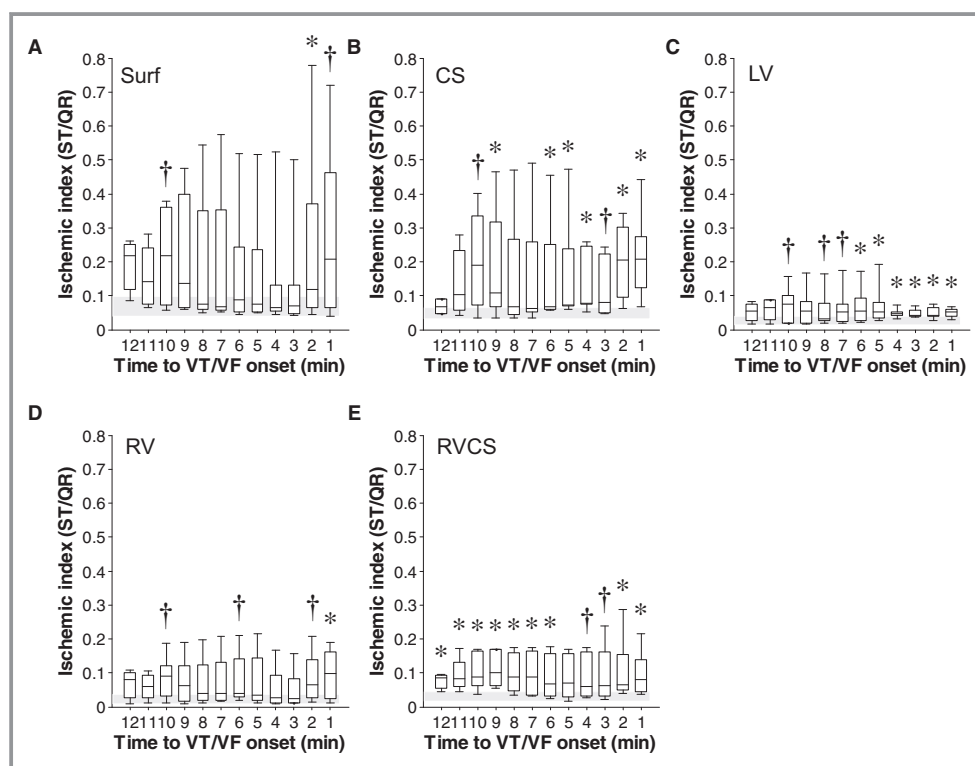 A
Surf
Ischemic index (ST/QR)
0.8
0.7
0.6
0.5
0.4
0.3
0.2
0.1
0
*
†
†
12 11 10 9 8 7 6 5 4 3 2 1
Time to VT/VF onset (min)
B
CS
Ischemic index (ST/QR)
0.8
0.7
0.6
0.5
0.4
0.3
0.2
0.1
0
† * * * * † * *
12 11 10 9 8 7 6 5 4 3 2 1
Time to VT/VF onset (min)
C
LV
Ischemic index (ST/QR)
0.8
0.7
0.6
0.5
0.4
0.3
0.2
0.1
0
† † † * * * * * *
12 11 10 9 8 7 6 5 4 3 2 1
Time to VT/VF onset (min)
D
RV
Ischemic index (ST/QR)
0.8
0.7
0.6
0.5
0.4
0.3
0.2
0.1
0
† † † *
12 11 10 9 8 7 6 5 4 3 2 1
Time to VT/VF onset (min)
E
RVCS
Ischemic index (ST/QR)
0.8
0.7
0.6
0.5
0.4
0.3
0.2
0.1
0
* * * * * * * † † * *
12 11 10 9 8 7 6 5 4 3 2 1
Time to VT/VF onset (min)